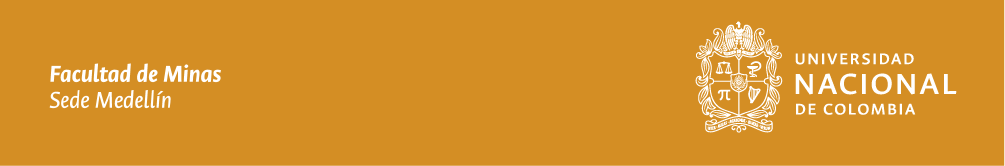 Facultad de Minas
Sede Medellín
UNIVERSIDAD
NACIONAL
DE COLOMBIA